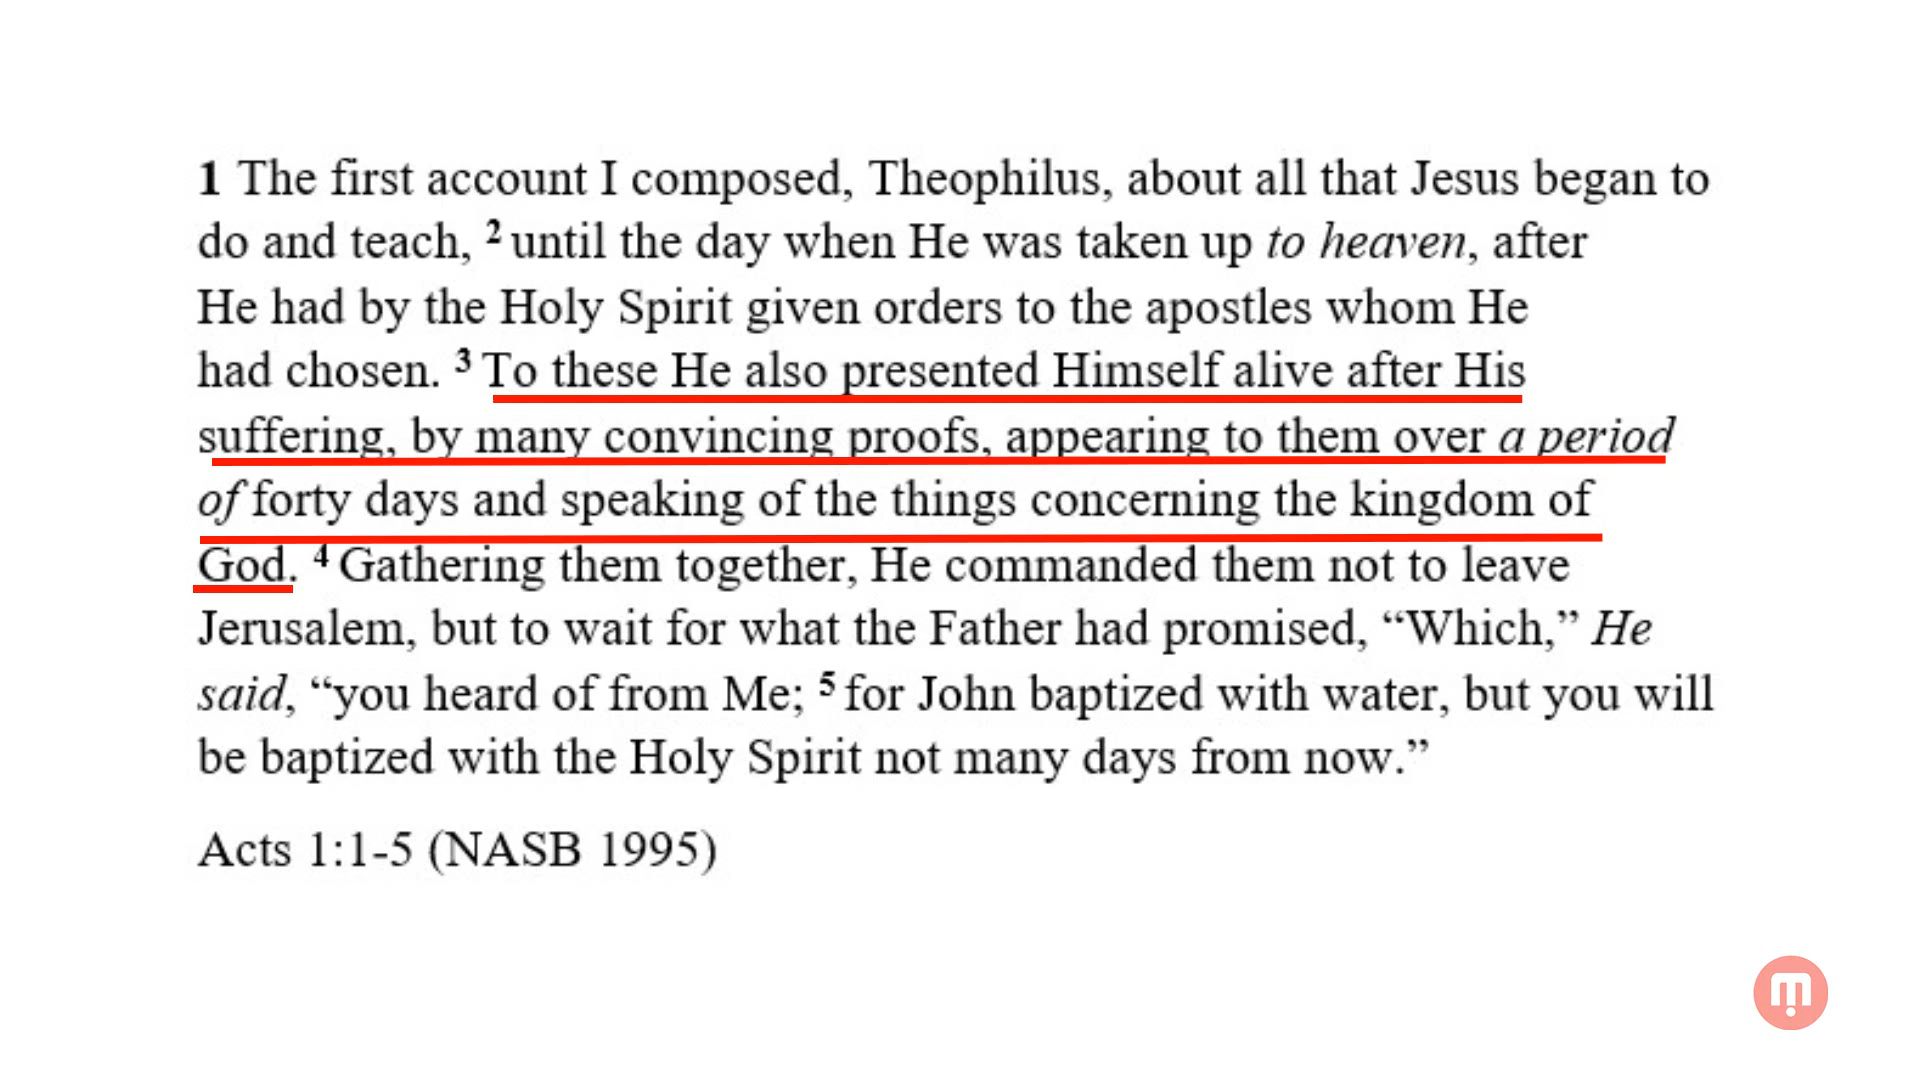 1 The first account I composed, Theophilus, about all that Jesus began to
do and teach, 2 until the day when He was taken up to heaven, after
He had by the Holy Spirit given orders to the apostles whom He
had chosen. 3 To these He also presented Himself alive after His
suffering, by many convincing proofs, appearing to them over a period
of forty days and speaking of the things concerning the kingdom of
God. 4 Gathering them together, He commanded them not to leave
Jerusalem, but to wait for what the Father had promised, “Which,” He
said, “you heard of from Me; 5 for John baptized with water, but you will
be baptized with the Holy Spirit not many days from now.”
Acts 1:1-5 (NASB 1995)
m